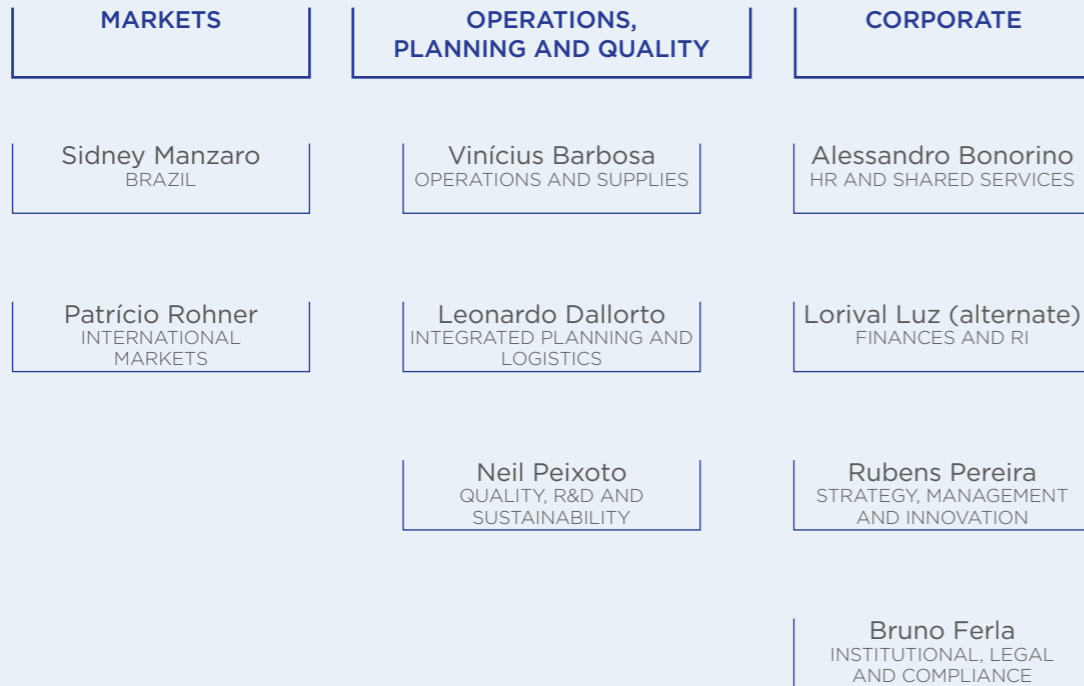 MARKETS
Sidney Manzaro
BRAZIL
Patrício Rohner
INTERNATIONAL
MARKETS
OPERATIONS,
PLANNING AND QUALITY
Vinícius Barbosa
OPERATIONS AND SUPPLIES
Leonardo Dallorto
INTEGRATED PLANNING AND
LOGISTICS
Neil Peixoto
QUALITY, R&D AND
SUSTAINABILITY
CORPORATE
Alessandro Bonorino
HR AND SHARED SERVICES
Lorival Luz (alternate)
FINANCES AND RI
Rubens Pereira
STRATEGY, MANAGEMENT
AND INNOVATION
Bruno Ferla
INSTITUTIONAL, LEGAL
AND COMPLIANCE